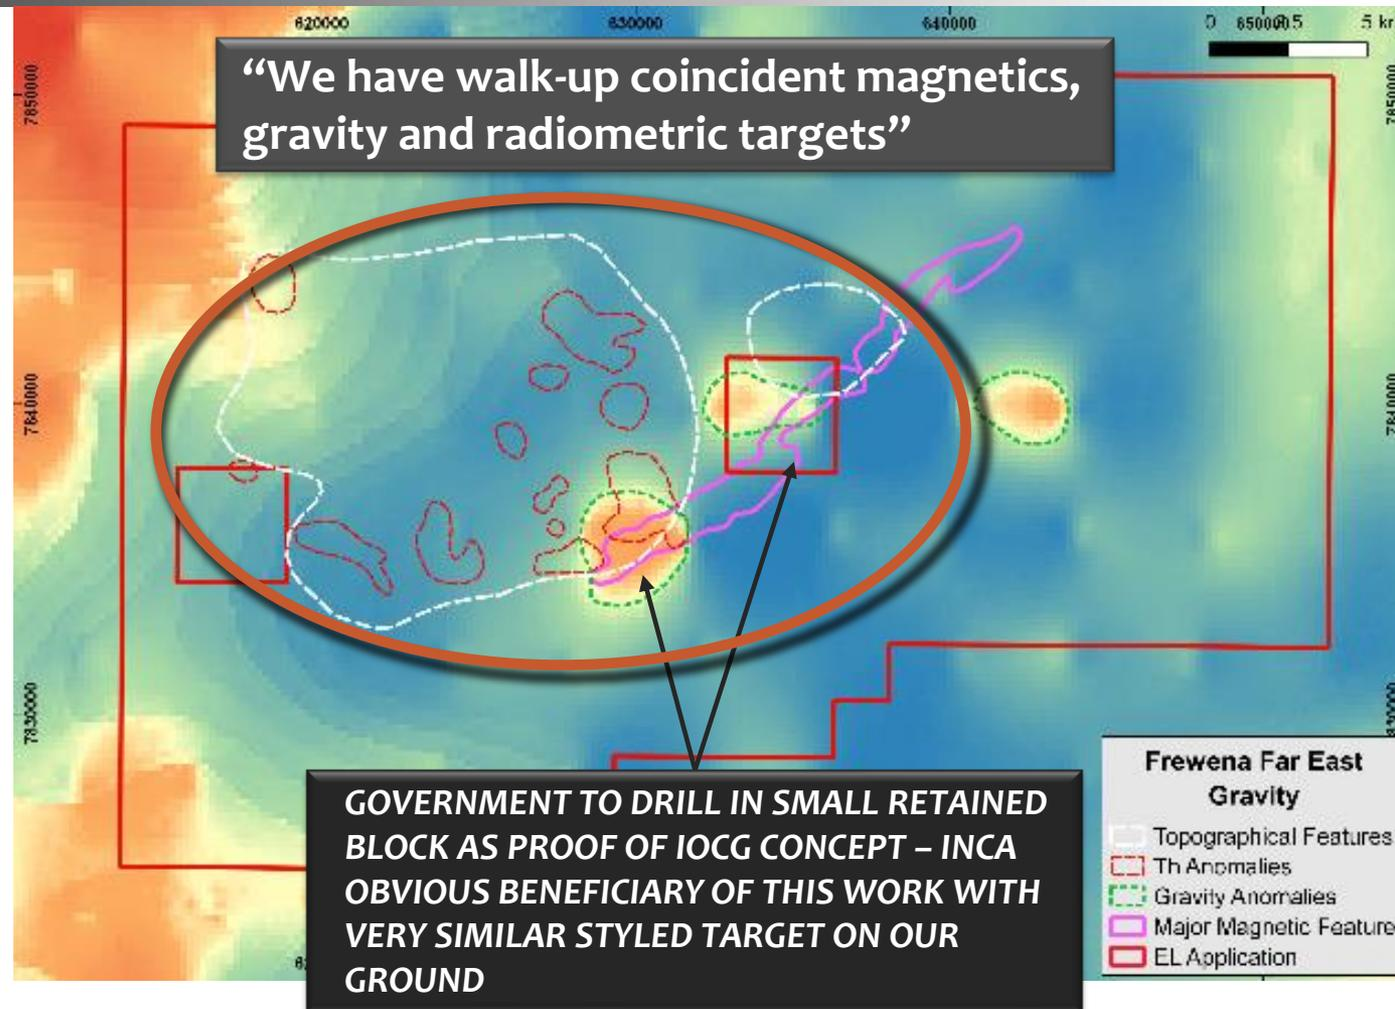 620000
630000
640000
0
5 k
“We have walk-up coincident magnetics,
gravity and radiometric targets”
7850000
7840000
7830000
GOVERNMENT TO DRILL IN SMALL RETAINED
BLOCK AS PROOF OF IOCG CONCEPT – INCA
OBVIOUS BENEFICIARY OF THIS WORK WITH
VERY SIMILAR STYLED TARGET ON OUR
GROUND
Frewena Far East
Gravity
Topographical Features
Th Anomalies
Gravity Anomalies
Major Magnetic Feature
EL Application